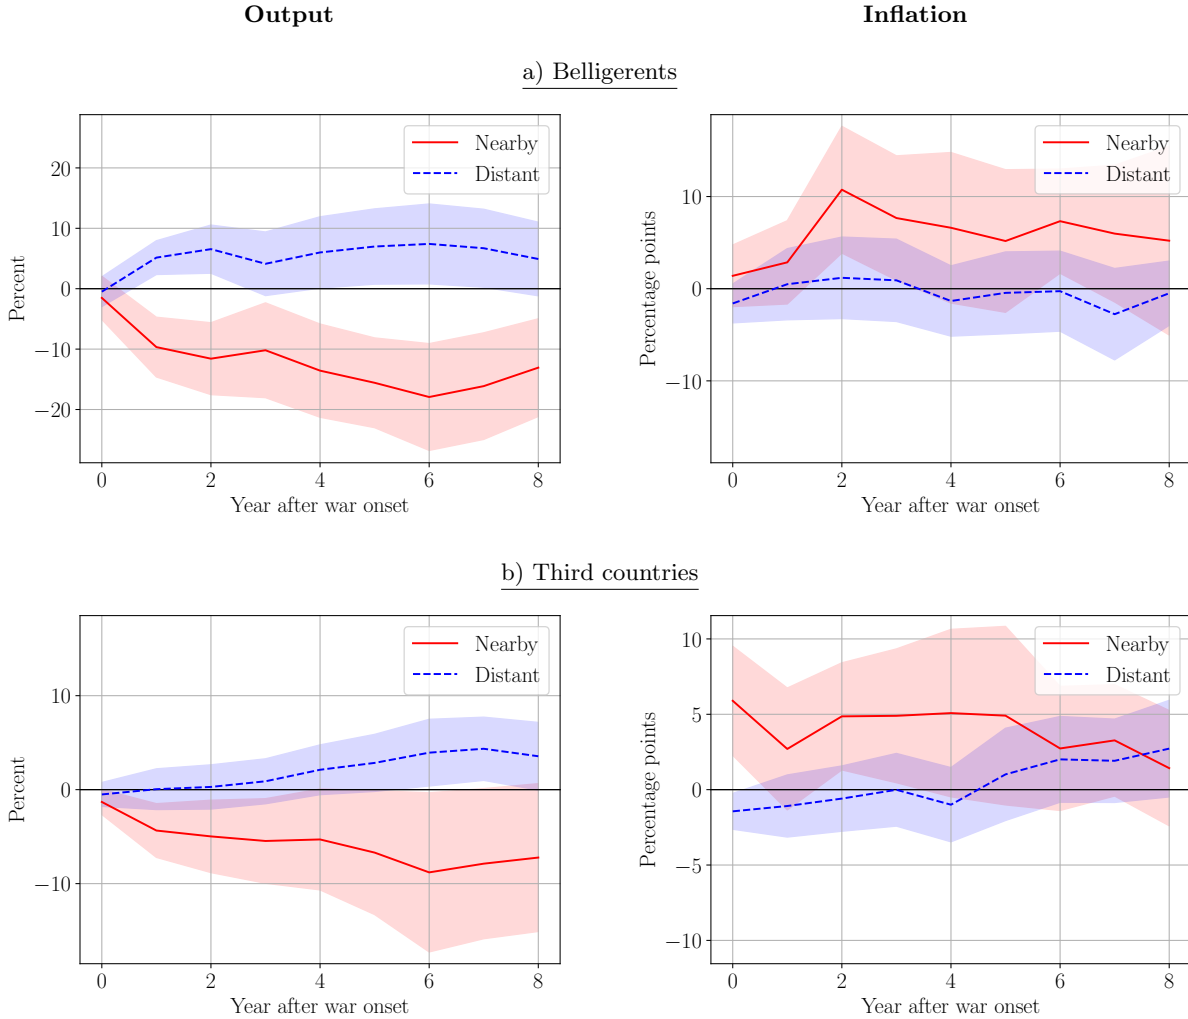 Output
Inflation
a) Belligerents
Nearby
Distant
20
10
0
−10
−20
Percent
0 2 4 6 8
Year after war onset
Nearby
Distant
10
0
−10
Percentage points
0 2 4 6 8
Year after war onset
b) Third countries
Nearby
Distant
10
0
−10
Percent
0 2 4 6 8
Year after war onset
Nearby
Distant
10
5
0
−5
−10
Percentage points
0 2 4 6 8
Year after war onset